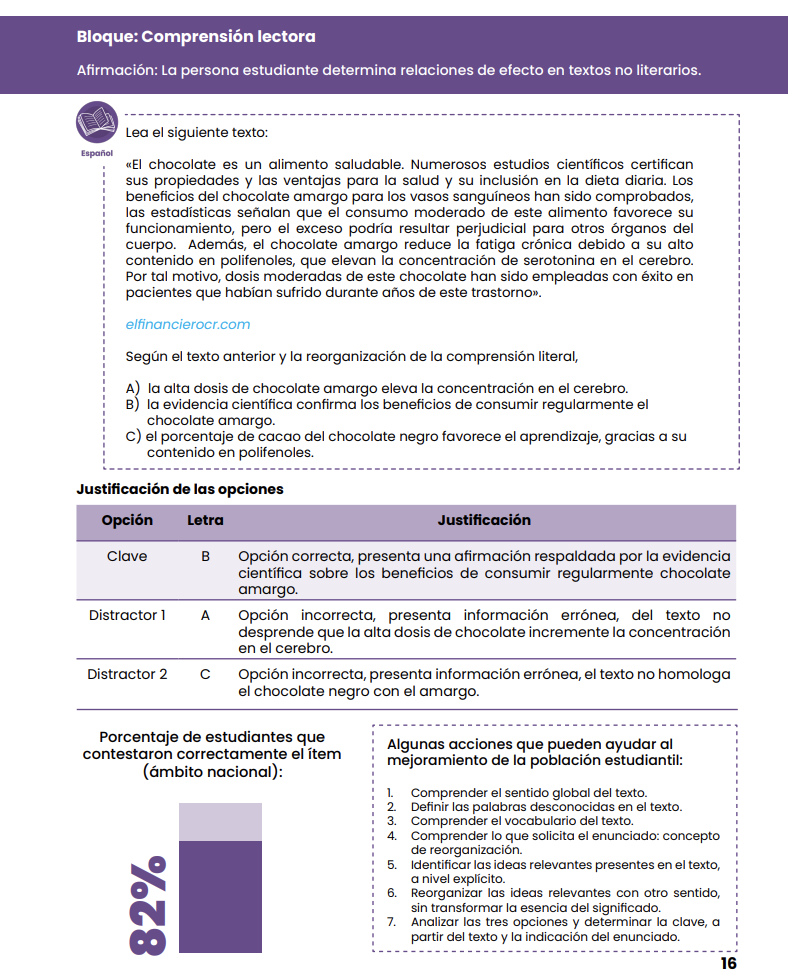 Bloque: Comprensión lectora
Afirmación: La persona estudiante determina relaciones de efecto en textos no literarios.
Español
Lea el siguiente texto:
«El chocolate es un alimento saludable. Numerosos estudios científicos certifican
sus propiedades y las ventajas para la salud y su inclusión en la dieta diaria. Los
beneficios del chocolate amargo para los vasos sanguíneos han sido comprobados,
las estadísticas señalan que el consumo moderado de este alimento favorece su
funcionamiento, pero el exceso podría resultar perjudicial para otros órganos del
cuerpo. Además, el chocolate amargo reduce la fatiga crónica debido a su alto
contenido en polifenoles, que elevan la concentración de serotonina en el cerebro.
Por tal motivo, dosis moderadas de este chocolate han sido empleadas con éxito en
pacientes que habían sufrido durante años de este trastorno».
elfinancierocr.com
Según el texto anterior y la reorganización de la comprensión literal,
A) la alta dosis de chocolate amargo eleva la concentración en el cerebro.
B) la evidencia científica confirma los beneficios de consumir regularmente el
chocolate amargo.
C) el porcentaje de cacao del chocolate negro favorece el aprendizaje, gracias a su
contenido en polifenoles.
Justificación de las opciones
Opción Letra Justificación
Clave B Opción correcta, presenta una afirmación respaldada por la evidencia
científica sobre los beneficios de consumir regularmente chocolate
amargo.
Distractor 1 A Opción incorrecta, presenta información errónea, del texto no
desprende que la alta dosis de chocolate incremente la concentración
en el cerebro.
Distractor 2 C Opción incorrecta, presenta información errónea, el texto no homologa
el chocolate negro con el amargo.
Porcentaje de estudiantes que
contestaron correctamente el ítem
(ámbito nacional):
82%
Algunas acciones que pueden ayudar al
mejoramiento de la población estudiantil:
1. Comprender el sentido global del texto.
2. Definir las palabras desconocidas en el texto.
3. Comprender el vocabulario del texto.
4. Comprender lo que solicita el enunciado: concepto
de reorganización.
5. Identificar las ideas relevantes presentes en el texto,
a nivel explícito.
6. Reorganizar las ideas relevantes con otro sentido,
sin transformar la esencia del significado.
7. Analizar las tres opciones y determinar la clave, a
partir del texto y la indicación del enunciado.
16